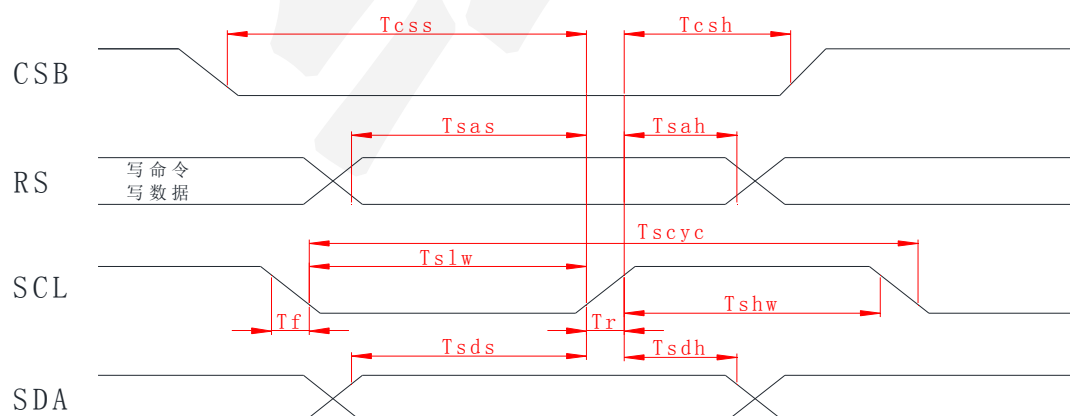 Tcss
Tcsh
CSB
Tsas
Tsah
RS
写命令
写数据
Tscyc
Tslw
SCL
Tshw
Tf
Tr
Tsds
Tsdh
SDA